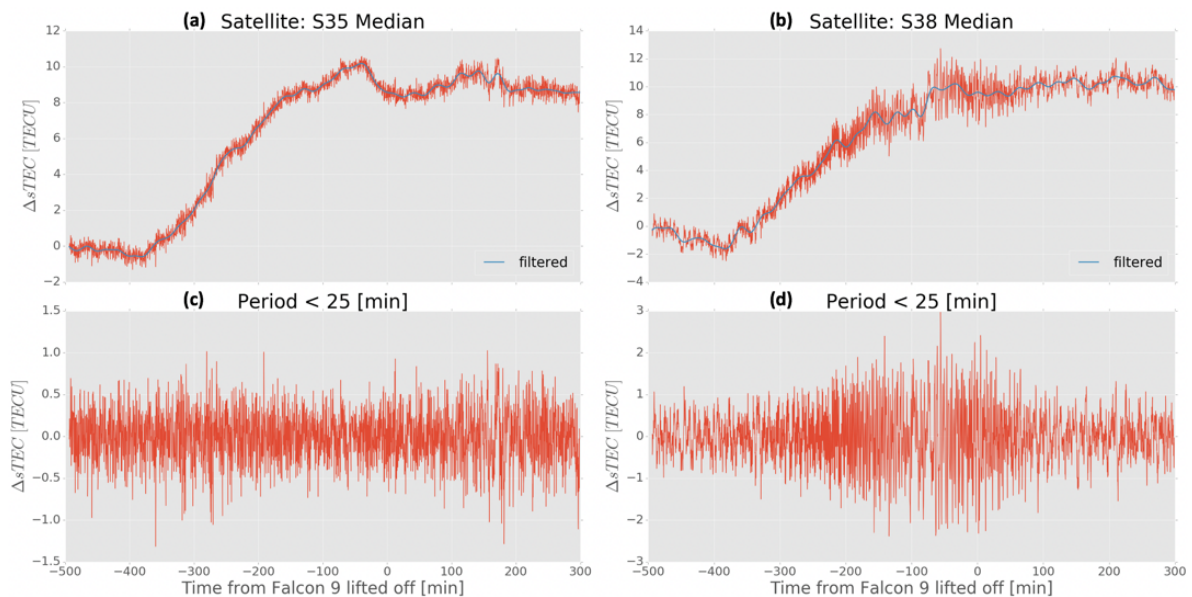 (a) Satellite: S35 Median
(b) Satellite: S38 Median
12
10
8
6
4
2
0
−2
ΔsTEC [TECU]
filtered
14
12
10
8
6
4
2
0
−2
−4
ΔsTEC [TECU]
filtered
(c) Period < 25 [min]
(d) Period < 25 [min]
1.5
1.0
0.5
0.0
−0.5
−1.0
−1.5
ΔsTEC [TECU]
−500 −400 −300 −200 −100 0 100 200 300
Time from Falcon 9 lifted off [min]
3
2
1
0
−1
−2
−3
ΔsTEC [TECU]
−500 −400 −300 −200 −100 0 100 200 300
Time from Falcon 9 lifted off [min]